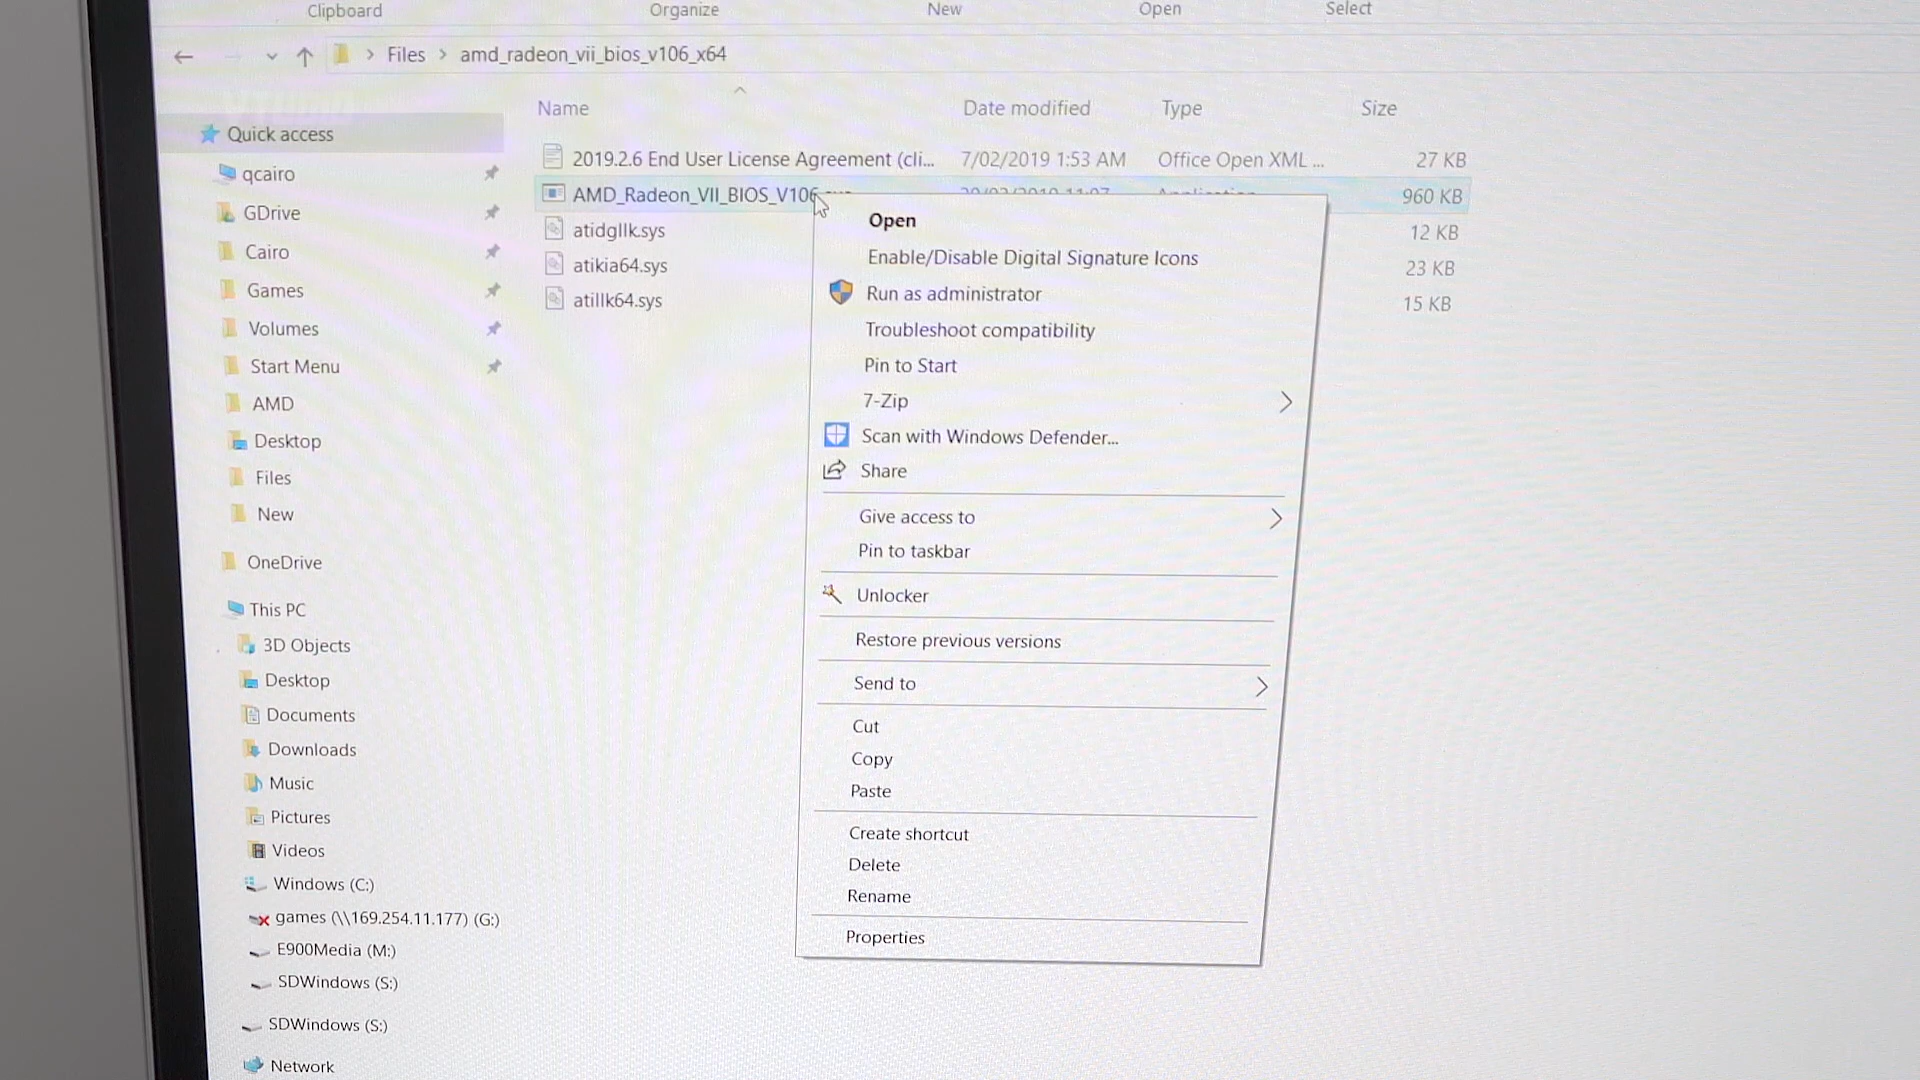 Clipboard Organize New Open Select
Files > amd_radeon_vii_bios_v106_x64
Name Date modified Type Size
Quick access
2019.2.6 End User License Agreement (cli... 7/02/2019 1:53 AM Office Open XML ... 27 KB
qcairo
AMD_Radeon_VII_BIOS_V106 960 KB
GDrive
atidgllk.sys 12 KB
Cairo
atikia64.sys 23 KB
Games
atillk64.sys 15 KB
Volumes
Start Menu
AMD
Desktop
Files
New
OneDrive
This PC
3D Objects
Desktop
Documents
Downloads
Music
Pictures
Videos
Windows (C:)
games (\\169.254.11.177) (G:)
E900Media (M:)
SDWindows (S:)
SDWindows (S:)
Network
Open
Enable/Disable Digital Signature Icons
Run as administrator
Troubleshoot compatibility
Pin to Start
7-Zip
Scan with Windows Defender...
Share
Give access to
Pin to taskbar
Unlocker
Restore previous versions
Send to
Cut
Copy
Paste
Create shortcut
Delete
Rename
Properties